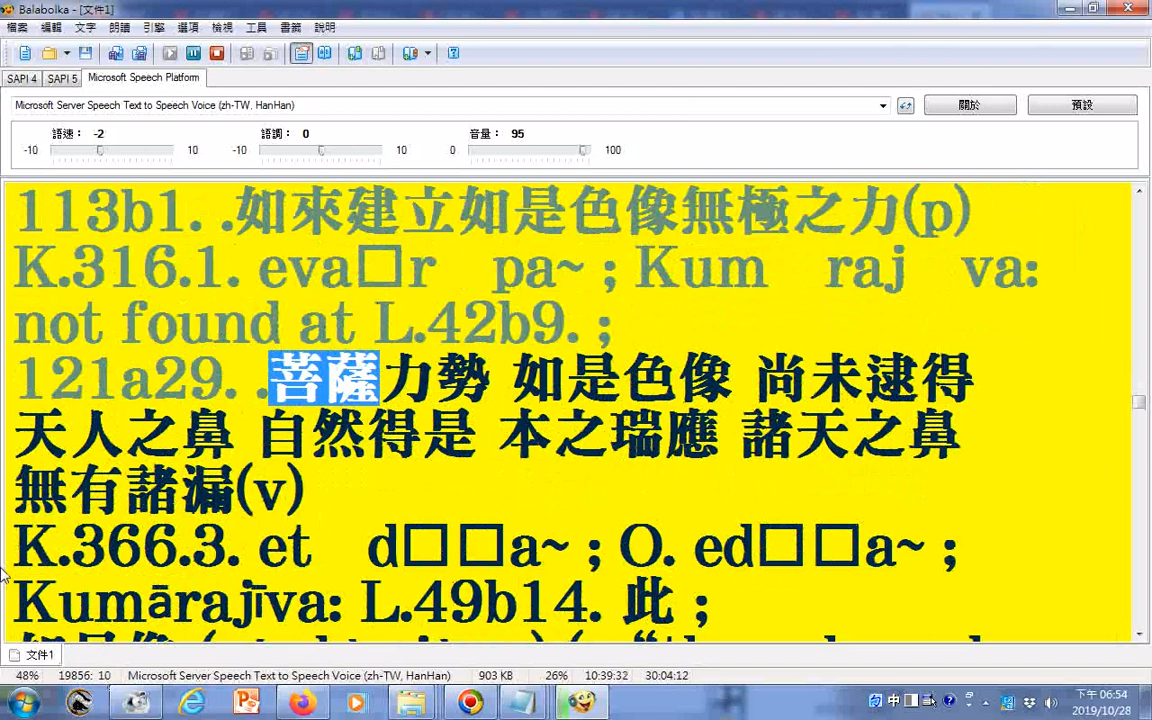 Balabolka - [文件1]
檔案 編輯 文字 朗讀 引擎 選項 檢視 工具 書籤 說明
SAPI 4 SAPI 5 Microsoft Speech Platform
Microsoft Server Speech Text to Speech Voice (zh-TW, HanHan) 關於 預設
語速： -2 語調： 0 音量： 95
-10 10 -10 10 0 100
113b1. .如來建立如是色像無極之力(p)
K.316.1. eva□r pa~ ; Kum raj va:
not found at L.42b9. ;
121a29. .菩薩力勢 如是色像 尚未逮得
天人之鼻 自然得是 本之瑞應 諸天之鼻
無有諸漏(v)
K.366.3. et d□□a~ ; O. ed□□a~ ;
Kumārajīva: L.49b14. 此 ;
文件1
48% 19856: 10 Microsoft Server Speech Text to Speech Voice (zh-TW, HanHan) 903 KB 26% 10:39:32 30:04:12
中 下午 06:54
2019/10/28